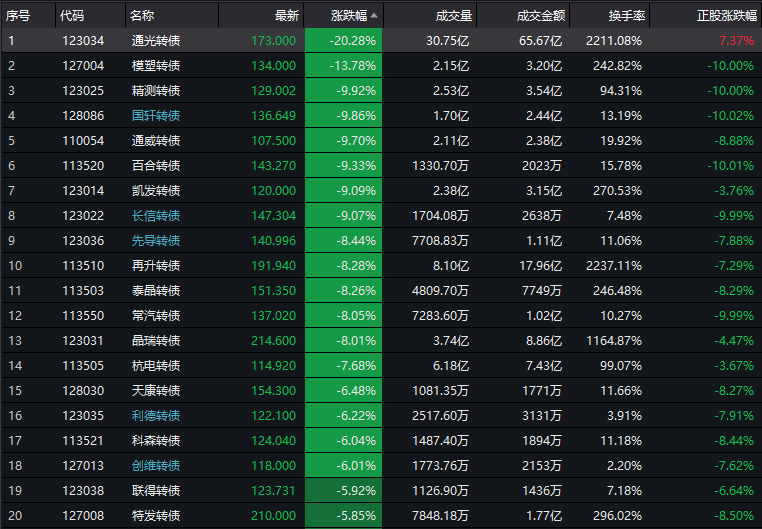 序号 代码 名称 最新 涨跌幅 成交量 成交金额 换手率 正股涨跌幅
1 123034 通光转债 173.000 -20.28% 30.75亿 65.67亿 2211.08% 7.37%
2 127004 模塑转债 134.000 -13.78% 2.15亿 3.20亿 242.82% -10.00%
3 123025 精测转债 129.002 -9.92% 2.53亿 3.54亿 94.31% -10.00%
4 128086 国轩转债 136.649 -9.86% 1.70亿 2.44亿 13.19% -10.02%
5 110054 通威转债 107.500 -9.70% 2.11亿 2.38亿 19.92% -8.88%
6 113520 百合转债 143.270 -9.33% 1330.70万 2023万 15.78% -10.01%
7 123014 凯发转债 120.000 -9.09% 2.38亿 3.15亿 270.53% -3.76%
8 123022 长信转债 147.304 -9.07% 1704.08万 2638万 7.48% -9.99%
9 123036 先导转债 140.996 -8.44% 7708.83万 1.11亿 11.06% -7.88%
10 113510 再升转债 191.940 -8.28% 8.10亿 17.96亿 2237.11% -7.29%
11 113503 泰晶转债 151.350 -8.26% 4809.70万 7749万 246.48% -8.29%
12 113550 常汽转债 137.020 -8.05% 7283.60万 1.02亿 10.27% -9.99%
13 123031 晶瑞转债 214.600 -8.01% 3.74亿 8.86亿 1164.87% -4.47%
14 113505 杭电转债 114.920 -7.68% 6.18亿 7.43亿 99.07% -3.67%
15 128030 天康转债 154.300 -6.48% 1081.35万 1771万 11.66% -8.27%
16 123035 利德转债 122.100 -6.22% 2517.60万 3131万 3.91% -7.91%
17 113521 科森转债 124.040 -6.04% 1487.40万 1894万 11.18% -8.44%
18 127013 创维转债 118.000 -6.01% 1773.76万 2153万 2.20% -7.62%
19 123038 联得转债 123.731 -5.92% 1126.90万 1436万 7.18% -6.64%
20 127008 特发转债 210.000 -5.85% 7848.18万 1.77亿 296.02% -8.50%